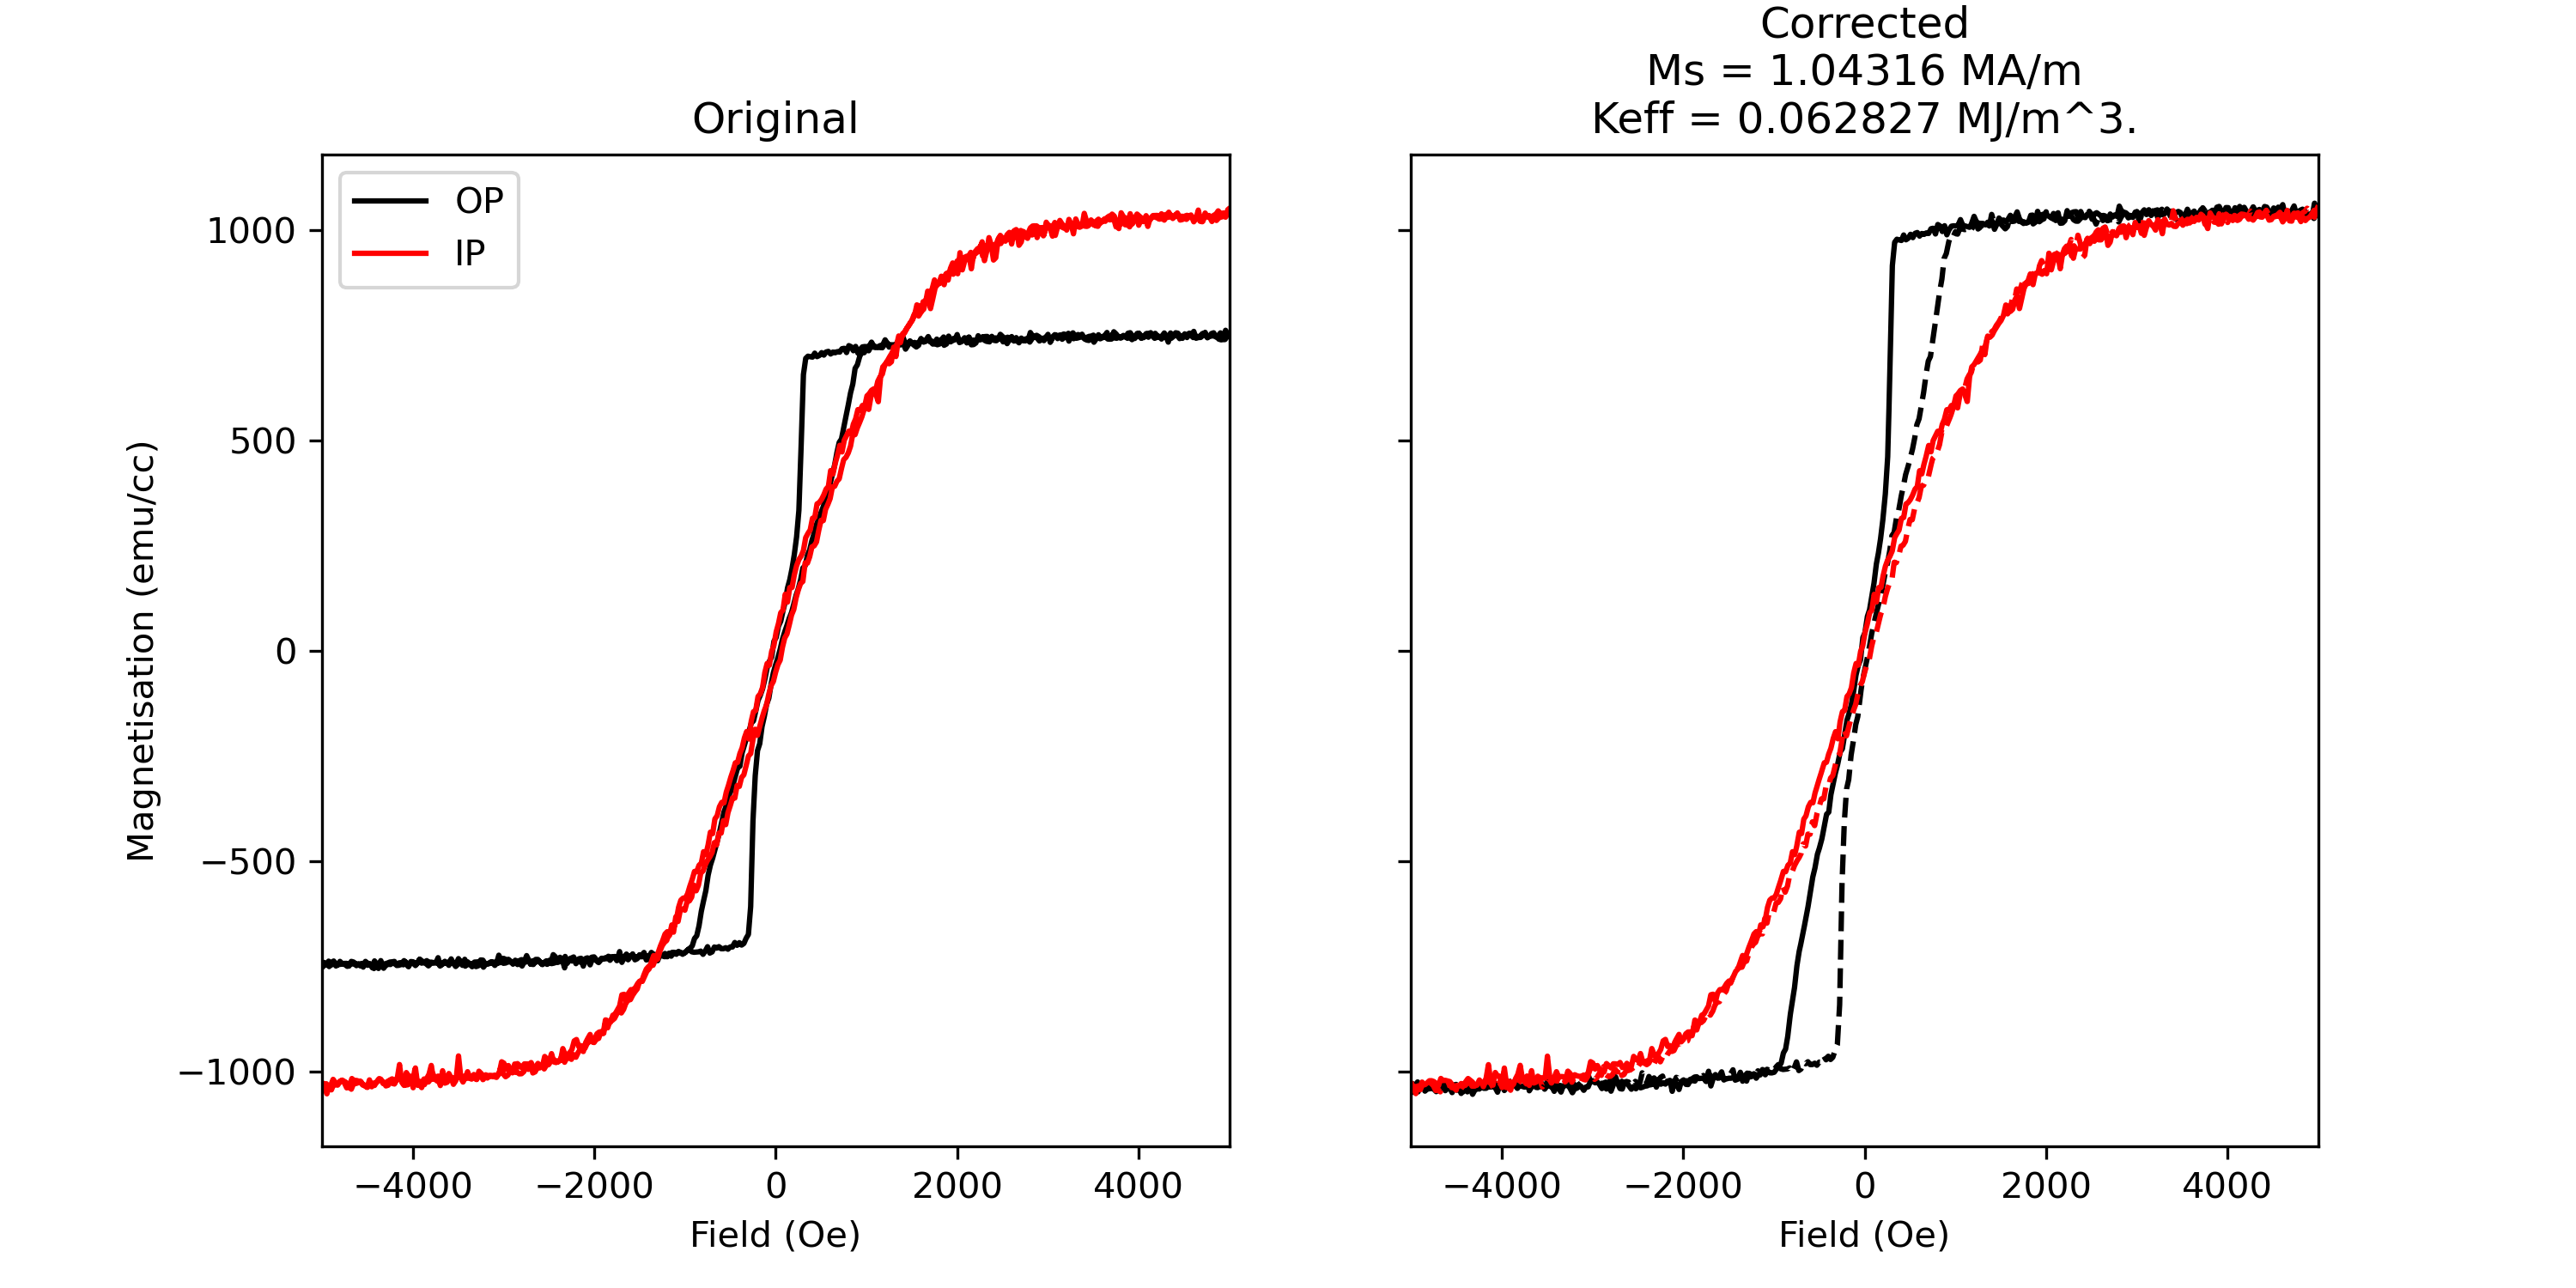 Original
OP
IP
1000
500
0
−500
−1000
Magnetisation (emu/cc)
−4000
−2000
0
2000
4000
Field (Oe)
Corrected
Ms = 1.04316 MA/m
Keff = 0.062827 MJ/m^3.
−4000
−2000
0
2000
4000
Field (Oe)